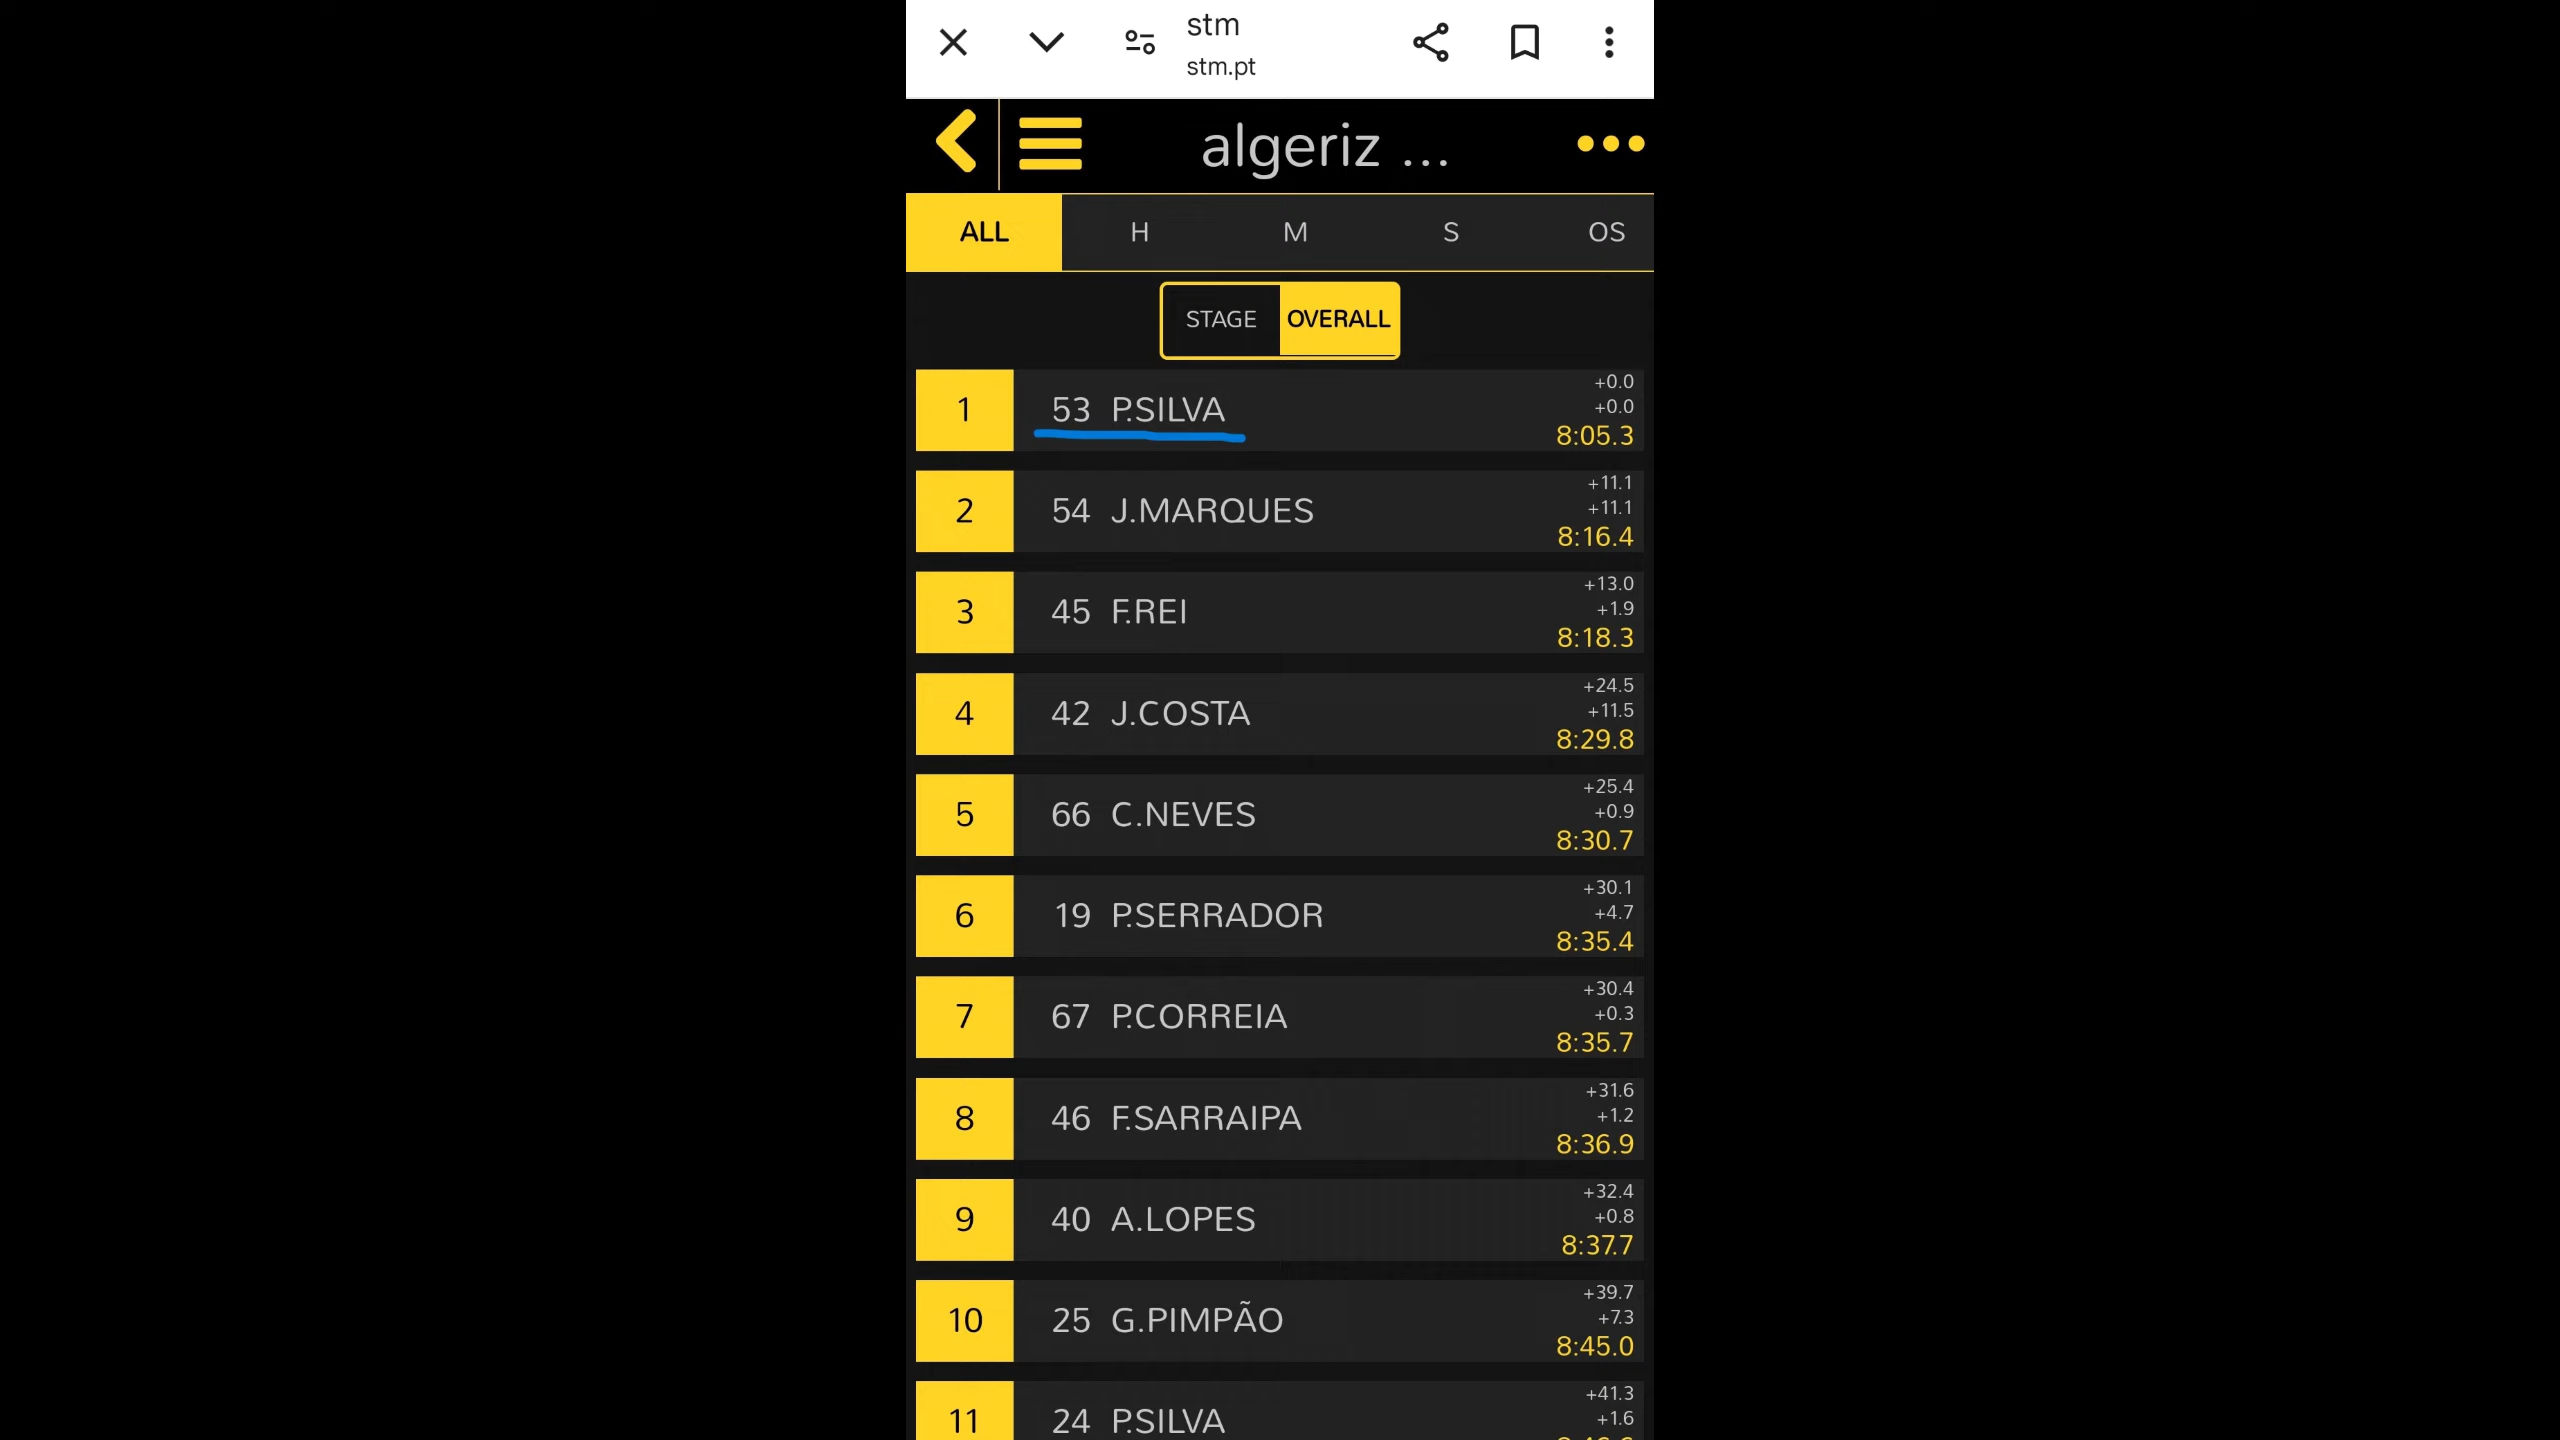 stm
stm.pt
algeriz ...
ALL H M S OS
STAGE OVERALL
1 53 P.SILVA +0.0
+0.0
8:05.3
2 54 J.MARQUES +11.1
+11.1
8:16.4
3 45 F.REI +13.0
+1.9
8:18.3
4 42 J.COSTA +24.5
+11.5
8:29.8
5 66 C.NEVES +25.4
+0.9
8:30.7
6 19 P.SERRADOR +30.1
+4.7
8:35.4
7 67 P.CORREIA +30.4
+0.3
8:35.7
8 46 F.SARRAIPA +31.6
+1.2
8:36.9
9 40 A.LOPES +32.4
+0.8
8:37.7
10 25 G.PIMPÃO +39.7
+7.3
8:45.0
11 24 P.SILVA +41.3
+1.6